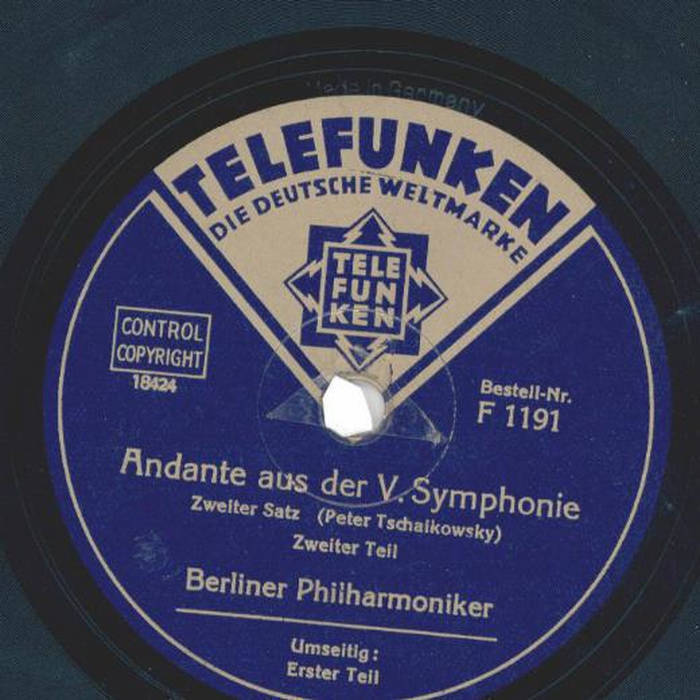 Made in Germany
TELEFUNKEN
DIE DEUTSCHE WELTMARKE
TELE
FUN
KEN
CONTROL
COPYRIGHT
18424
Bestell-Nr.
F 1191
Andante aus der V. Symphonie
Zweiter Satz (Peter Tschaikowsky)
Zweiter Teil
Berliner Philharmoniker
Umseitig:
Erster Teil